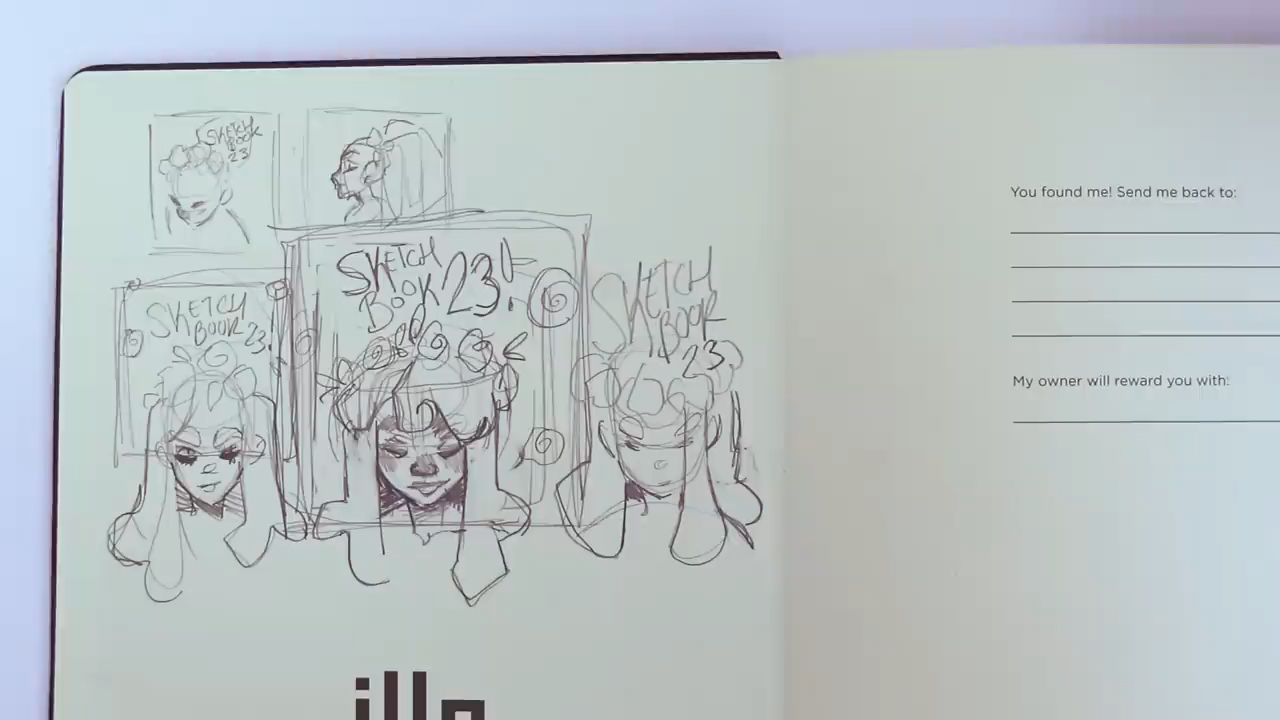 SKETCH
BOOK
23
SKETCH
BOOK 23!
SKETCH
BOOK 23.
SKETCH
BOOK
23
You found me! Send me back to:
My owner will reward you with: